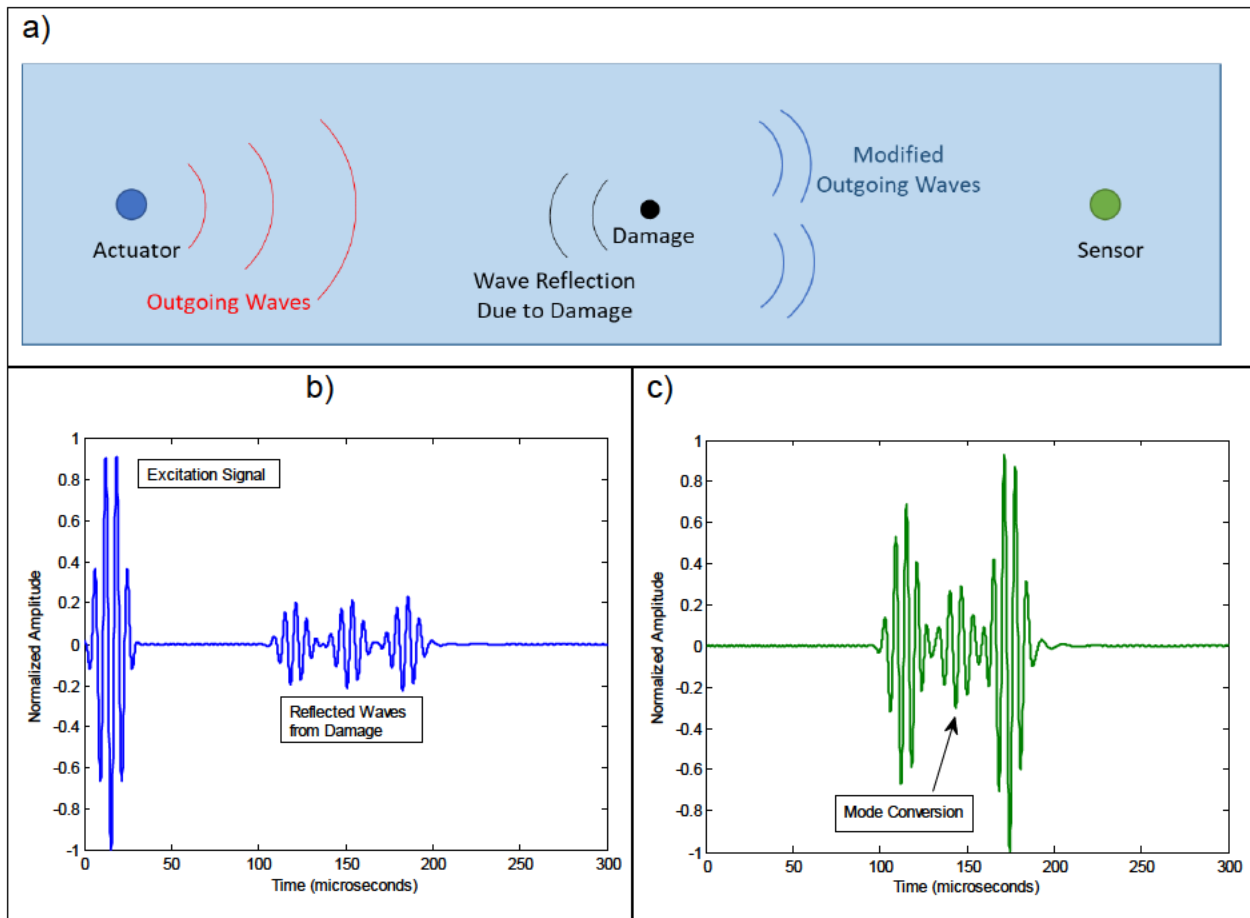 a)
Actuator
Outgoing Waves
Wave Reflection
Due to Damage
Damage
Modified
Outgoing Waves
Sensor
b)
Excitation Signal
Reflected Waves
from Damage
Normalized Amplitude
1
0.8
0.6
0.4
0.2
0
-0.2
-0.4
-0.6
-0.8
-1
0
50
100
150
200
250
300
Time (microseconds)
c)
Mode Conversion
Normalized Amplitude
1
0.8
0.6
0.4
0.2
0
-0.2
-0.4
-0.6
-0.8
-1
0
50
100
150
200
250
300
Time (microseconds)